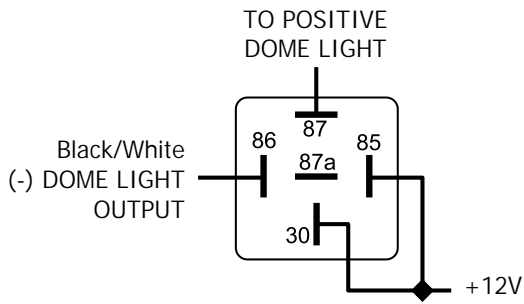 TO POSITIVE
DOME LIGHT
87
86
85
Black/White
(-) DOME LIGHT
OUTPUT
87a
30
+12V